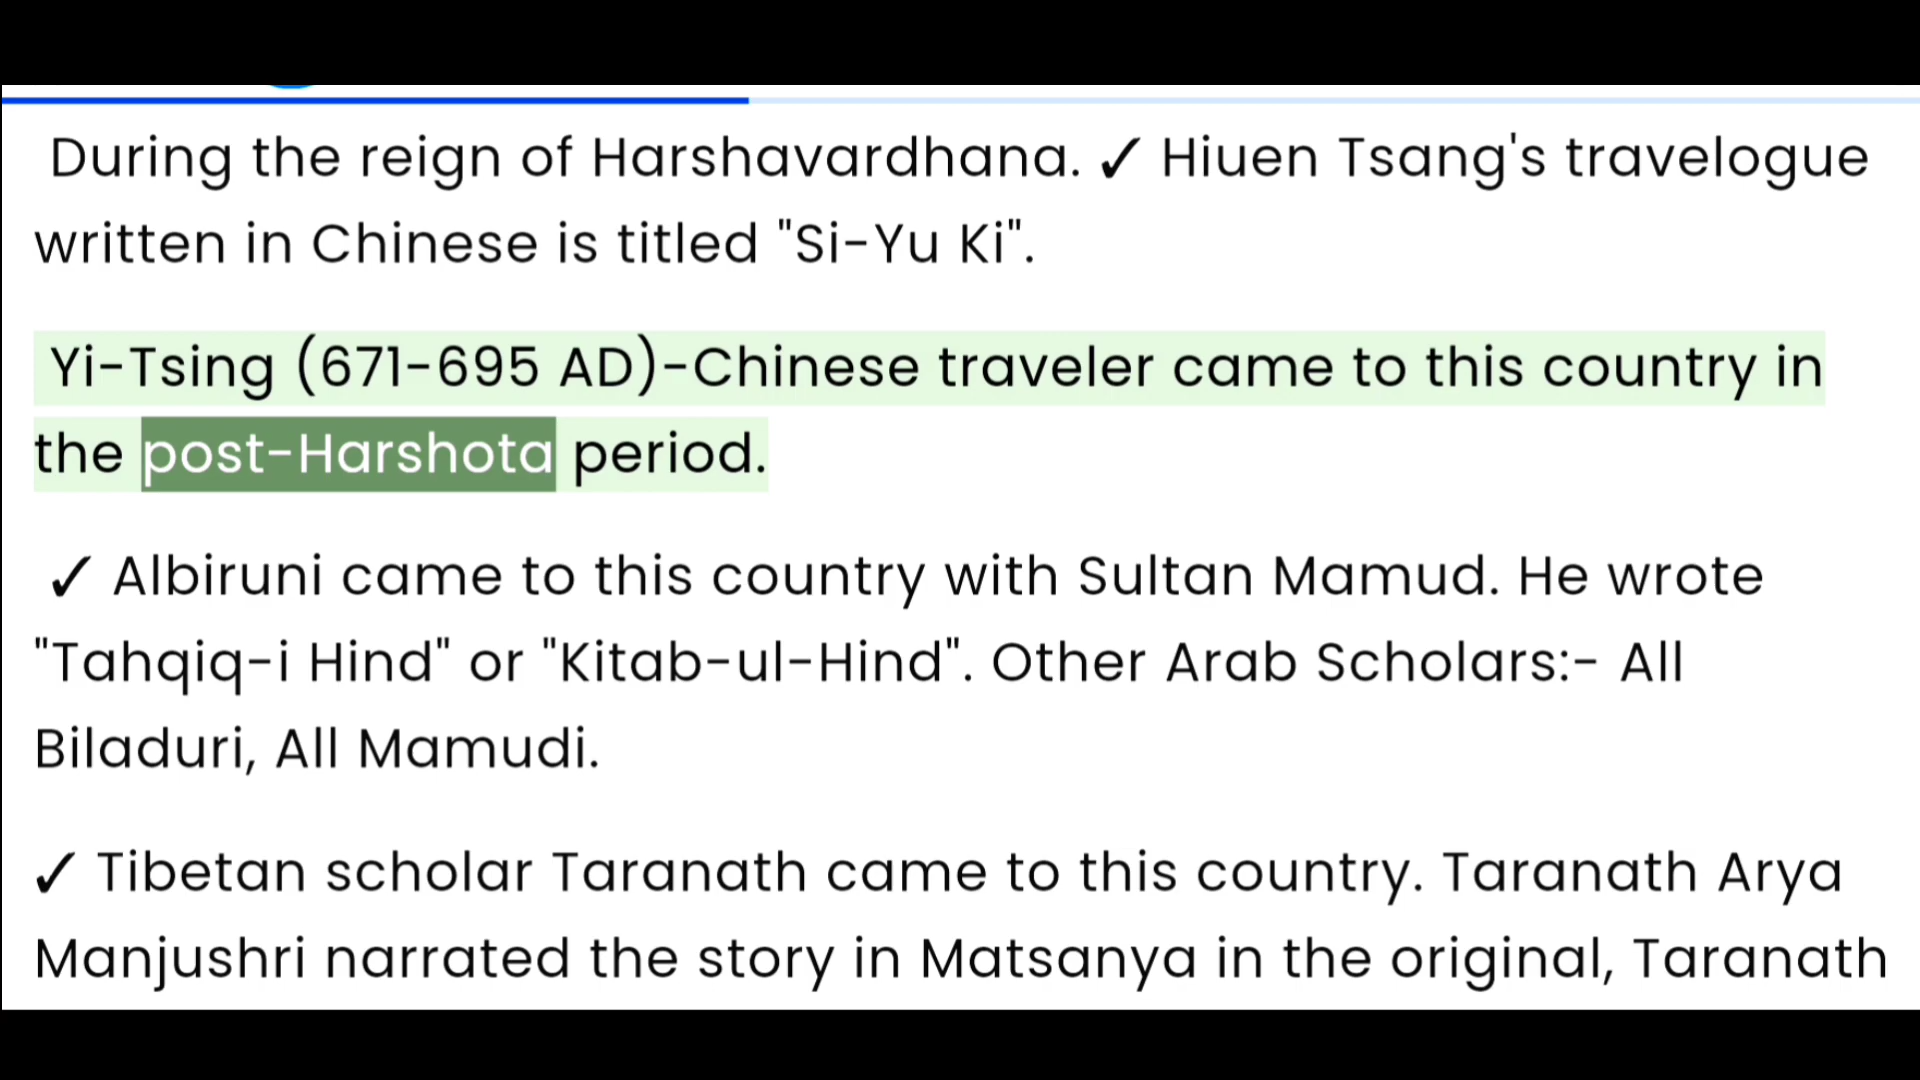 During the reign of Harshavardhana. ✓ Hiuen Tsang's travelogue
written in Chinese is titled "Si-Yu Ki".
Yi-Tsing (671-695 AD)-Chinese traveler came to this country in
the post-Harshota period.
✓ Albiruni came to this country with Sultan Mamud. He wrote
"Tahqiq-i Hind" or "Kitab-ul-Hind". Other Arab Scholars:- All
Biladuri, All Mamudi.
✓ Tibetan scholar Taranath came to this country. Taranath Arya
Manjushri narrated the story in Matsanya in the original, Taranath